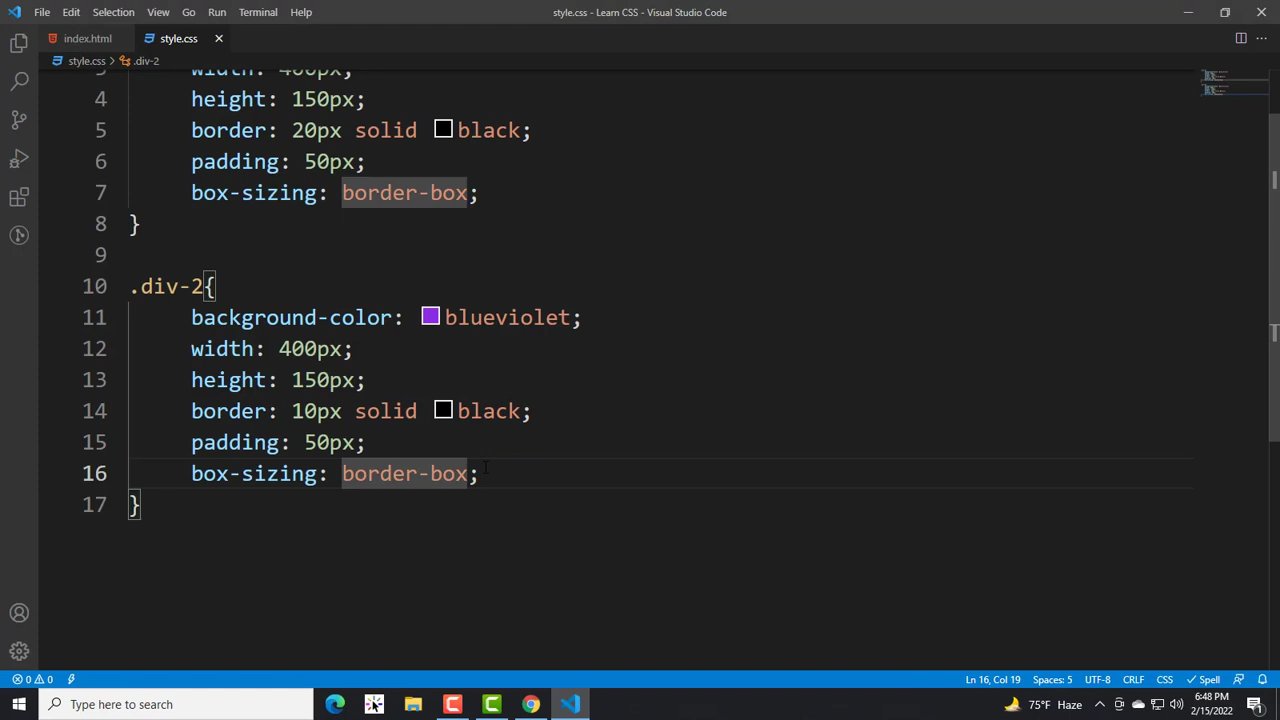 File Edit Selection View Go Run Terminal Help
style.css - Learn CSS - Visual Studio Code
index.html
style.css
style.css > .div-2
3 width: 400px;
4 height: 150px;
5 border: 20px solid black;
6 padding: 50px;
7 box-sizing: border-box;
8 }
9
10 .div-2{
11 background-color: blueviolet;
12 width: 400px;
13 height: 150px;
14 border: 10px solid black;
15 padding: 50px;
16 box-sizing: border-box;
17 }
0 0
Ln 16, Col 19 Spaces: 5 UTF-8 CRLF CSS Spell
Type here to search
75°F Haze
6:48 PM
2/15/2022
1